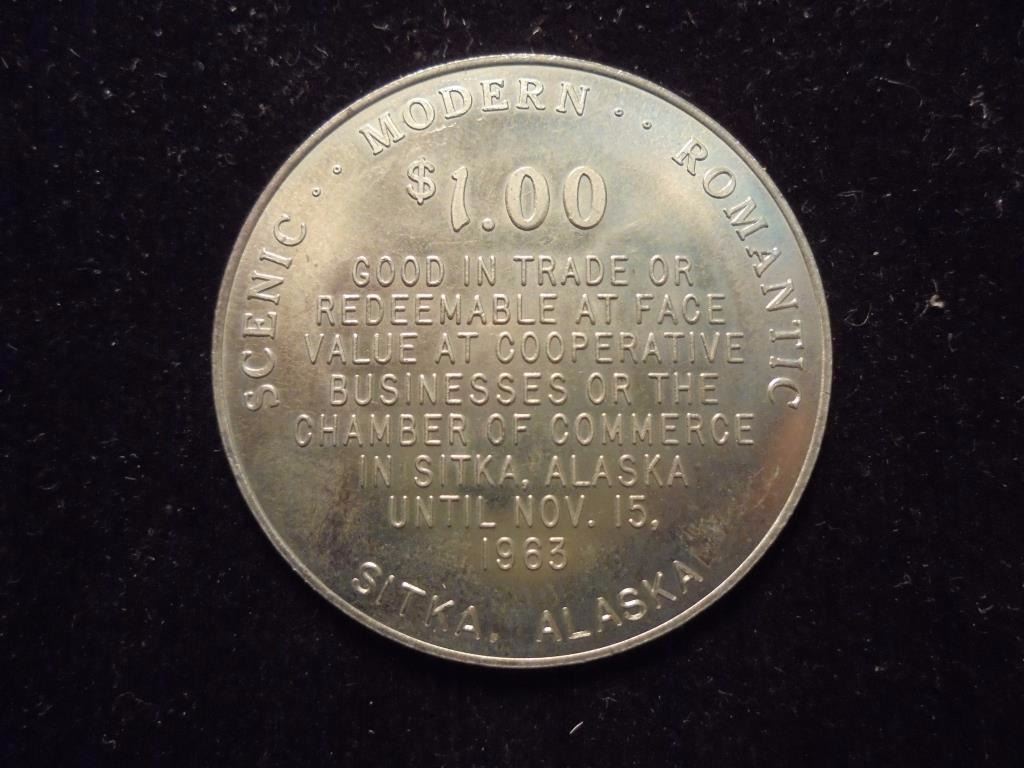 SCENIC .. MODERN .. ROMANTIC
$1.00
GOOD IN TRADE OR
REDEEMABLE AT FACE
VALUE AT COOPERATIVE
BUSINESSES OR THE
CHAMBER OF COMMERCE
IN SITKA, ALASKA
UNTIL NOV. 15,
1963
SITKA, ALASKA